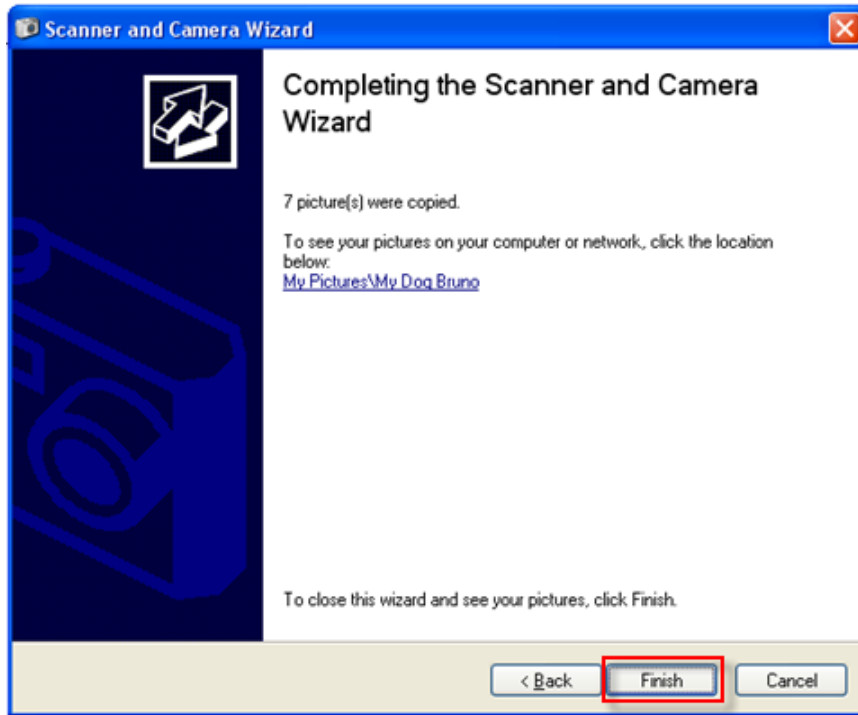 Scanner and Camera Wizard
Completing the Scanner and Camera
Wizard
7 picture(s) were copied.
To see your pictures on your computer or network, click the location
below:
My Pictures\My Dog Bruno
To close this wizard and see your pictures, click Finish.
< Back
Finish
Cancel